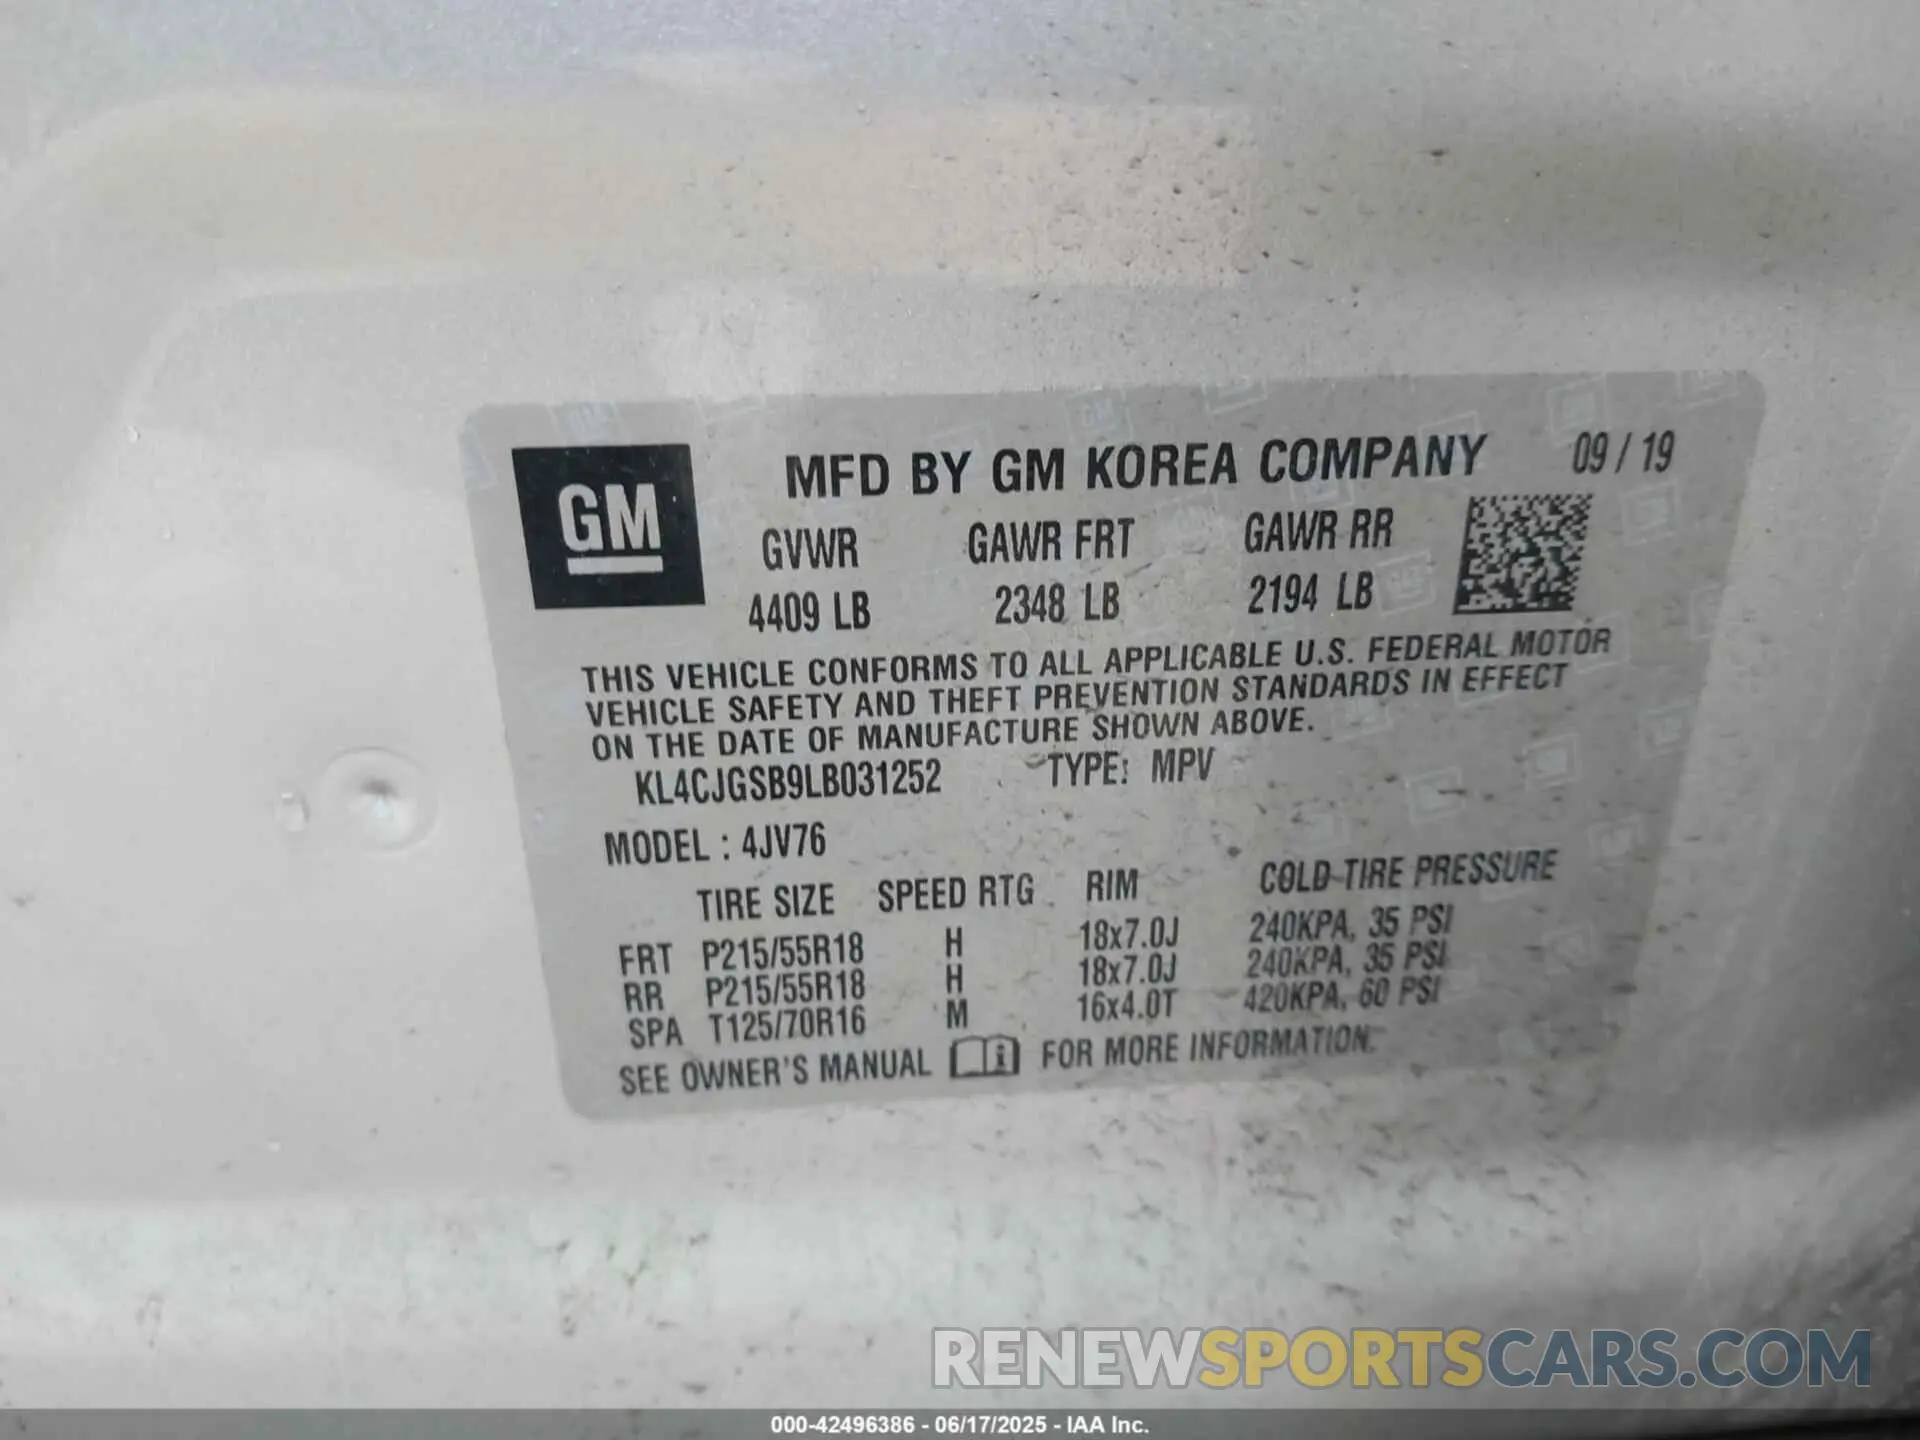 GM
MFD BY GM KOREA COMPANY 09 / 19
GVWR GAWR FRT GAWR RR
4409 LB 2348 LB 2194 LB
THIS VEHICLE CONFORMS TO ALL APPLICABLE U.S. FEDERAL MOTOR
VEHICLE SAFETY AND THEFT PREVENTION STANDARDS IN EFFECT
ON THE DATE OF MANUFACTURE SHOWN ABOVE.
KL4CJGSB9LB031252 TYPE: MPV
MODEL : 4JV76
TIRE SIZE SPEED RTG RIM COLD TIRE PRESSURE
FRT P215/55R18 H 18x7.0J 240KPA, 35 PSI
RR P215/55R18 H 18x7.0J 240KPA, 35 PSI
SPA T125/70R16 M 16x4.0T 420KPA, 60 PSI
SEE OWNER'S MANUAL i FOR MORE INFORMATION.
RENEWSPORTSCARS.COM
000-42496386 - 06/17/2025 - IAA Inc.